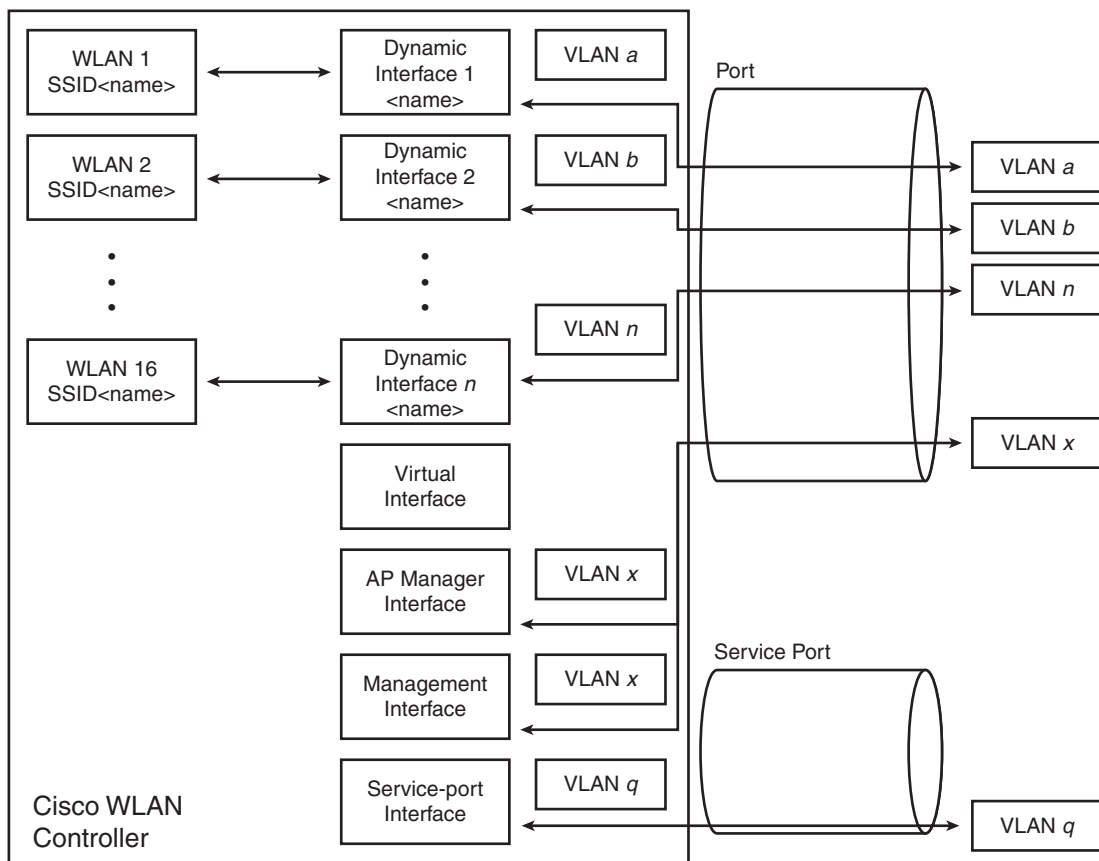 WLAN 1
SSID<name>
Dynamic
Interface 1
<name>
VLAN a
Port
WLAN 2
SSID<name>
Dynamic
Interface 2
<name>
VLAN b
VLAN a
VLAN b
VLAN n
WLAN 16
SSID<name>
Dynamic
Interface n
<name>
VLAN n
VLAN x
Virtual
Interface
AP Manager
Interface
VLAN x
Management
Interface
VLAN x
Service Port
Service-port
Interface
VLAN q
VLAN q
Cisco WLAN
Controller